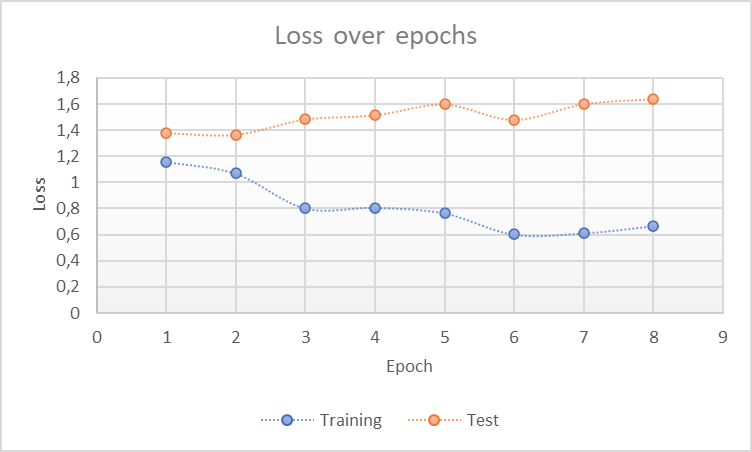 Loss over epochs
1,8
1,6
1,4
1,2
1
0,8
0,6
0,4
0,2
0
Loss
0 1 2 3 4 5 6 7 8 9
Epoch
Training Test